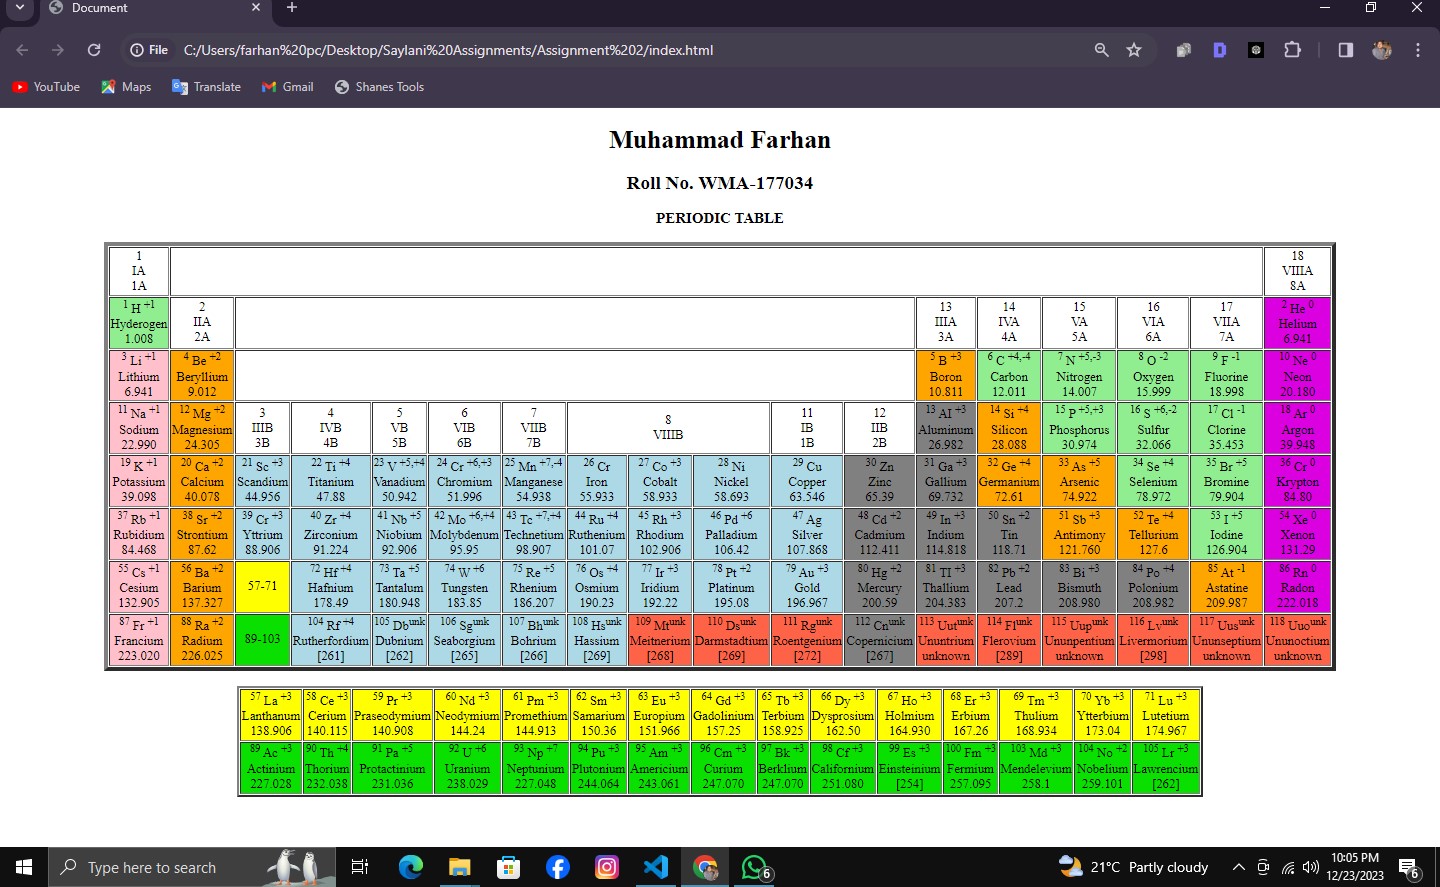 Document
File C:/Users/farhan%20pc/Desktop/Saylani%20Assignments/Assignment%202/index.html
YouTube Maps Translate Gmail Shanes Tools
Muhammad Farhan
Roll No. WMA-177034
PERIODIC TABLE
1 18
IA VIIIA
1A 8A
1 H +1 2 13 14 15 16 17 2 He 0
Hyderogen IIA IIIA IVA VA VIA VIIA Helium
1.008 2A 3A 4A 5A 6A 7A 6.941
3 Li +1 4 Be +2 5 B +3 6 C +4,-4 7 N +5,-3 8 O -2 9 F -1 10 Ne 0
Lithium Beryllium Boron Carbon Nitrogen Oxygen Fluorine Neon
6.941 9.012 10.811 12.011 14.007 15.999 18.998 20.180
11 Na +1 12 Mg +2 3 4 5 6 7 8 11 12 13 AI +3 14 Si +4 15 P +5,+3 16 S +6,-2 17 Cl -1 18 Ar 0
Sodium Magnesium IIIB IVB VB VIB VIIB VIIIB IB IIB Aluminum Silicon Phosphorus Sulfur Clorine Argon
22.990 24.305 3B 4B 5B 6B 7B 1B 2B 26.982 28.088 30.974 32.066 35.453 39.948
19 K +1 20 Ca +2 21 Sc +3 22 Ti +4 23 V +5,+4 24 Cr +6,+3 25 Mn +7,-4 26 Cr 27 Co +3 28 Ni 29 Cu 30 Zn 31 Ga +3 32 Ge +4 33 As +5 34 Se +4 35 Br +5 36 Cr 0
Potassium Calcium Scandium Titanium Vanadium Chromium Manganese Iron Cobalt Nickel Copper Zinc Gallium Germanium Arsenic Selenium Bromine Krypton
39.098 40.078 44.956 47.88 50.942 51.996 54.938 55.933 58.933 58.693 63.546 65.39 69.732 72.61 74.922 78.972 79.904 84.80
37 Rb +1 38 Sr +2 39 Cr +3 40 Zr +4 41 Nb +5 42 Mo +6,+4 43 Tc +7,+4 44 Ru +4 45 Rh +3 46 Pd +6 47 Ag 48 Cd +2 49 In +3 50 Sn +2 51 Sb +3 52 Te +4 53 I +5 54 Xe 0
Rubidium Strontium Yttrium Zirconium Niobium Molybdenum Technetium Ruthenium Rhodium Palladium Silver Cadmium Indium Tin Antimony Tellurium Iodine Xenon
84.468 87.62 88.906 91.224 92.906 95.95 98.907 101.07 102.906 106.42 107.868 112.411 114.818 118.71 121.760 127.6 126.904 131.29
55 Cs +1 56 Ba +2 57-71 72 Hf +4 73 Ta +5 74 W +6 75 Re +5 76 Os +4 77 Ir +3 78 Pt +2 79 Au +3 80 Hg +2 81 TI +3 82 Pb +2 83 Bi +3 84 Po +4 85 At -1 86 Rn 0
Cesium Barium Hafnium Tantalum Tungsten Rhenium Osmium Iridium Platinum Gold Mercury Thallium Lead Bismuth Polonium Astatine Radon
132.905 137.327 178.49 180.948 183.85 186.207 190.23 192.22 195.08 196.967 200.59 204.383 207.2 208.980 208.982 209.987 222.018
87 Fr +1 88 Ra +2 89-103 104 Rf +4 105 Db unk 106 Sg unk 107 Bh unk 108 Hs unk 109 Mt unk 110 Ds unk 111 Rg unk 112 Cn unk 113 Uut unk 114 Fl unk 115 Uup unk 116 Lv unk 117 Uus unk 118 Uuo unk
Francium Radium Rutherfordium Dubnium Seaborgium Bohrium Hassium Meitnerium Darmstadtium Roentgenium Copernicium Ununtrium Flerovium Ununpentium Livermorium Ununseptium Ununoctium
223.020 226.025 [261] [262] [265] [266] [269] [268] [269] [272] [267] unknown [289] unknown [298] unknown unknown
57 La +3 58 Ce +3 59 Pr +3 60 Nd +3 61 Pm +3 62 Sm +3 63 Eu +3 64 Gd +3 65 Tb +3 66 Dy +3 67 Ho +3 68 Er +3 69 Tm +3 70 Yb +3 71 Lu +3
Lanthanum Cerium Praseodymium Neodymium Promethium Samarium Europium Gadolinium Terbium Dysprosium Holmium Erbium Thulium Ytterbium Lutetium
138.906 140.115 140.908 144.24 144.913 150.36 151.966 157.25 158.925 162.50 164.930 167.26 168.934 173.04 174.967
89 Ac +3 90 Th +4 91 Pa +5 92 U +6 93 Np +7 94 Pu +3 95 Am +3 96 Cm +3 97 Bk +3 98 Cf +3 99 Es +3 100 Fm +3 103 Md +3 104 No +2 105 Lr +3
Actinium Thorium Protactinium Uranium Neptunium Plutonium Americium Curium Berklium Californium Einsteinium Fermium Mendelevium Nobelium Lawrencium
227.028 232.038 231.036 238.029 227.048 244.064 243.061 247.070 247.070 251.080 [254] 257.095 258.1 259.101 [262]
Type here to search 6 21°C Partly cloudy 10:05 PM 6
12/23/2023